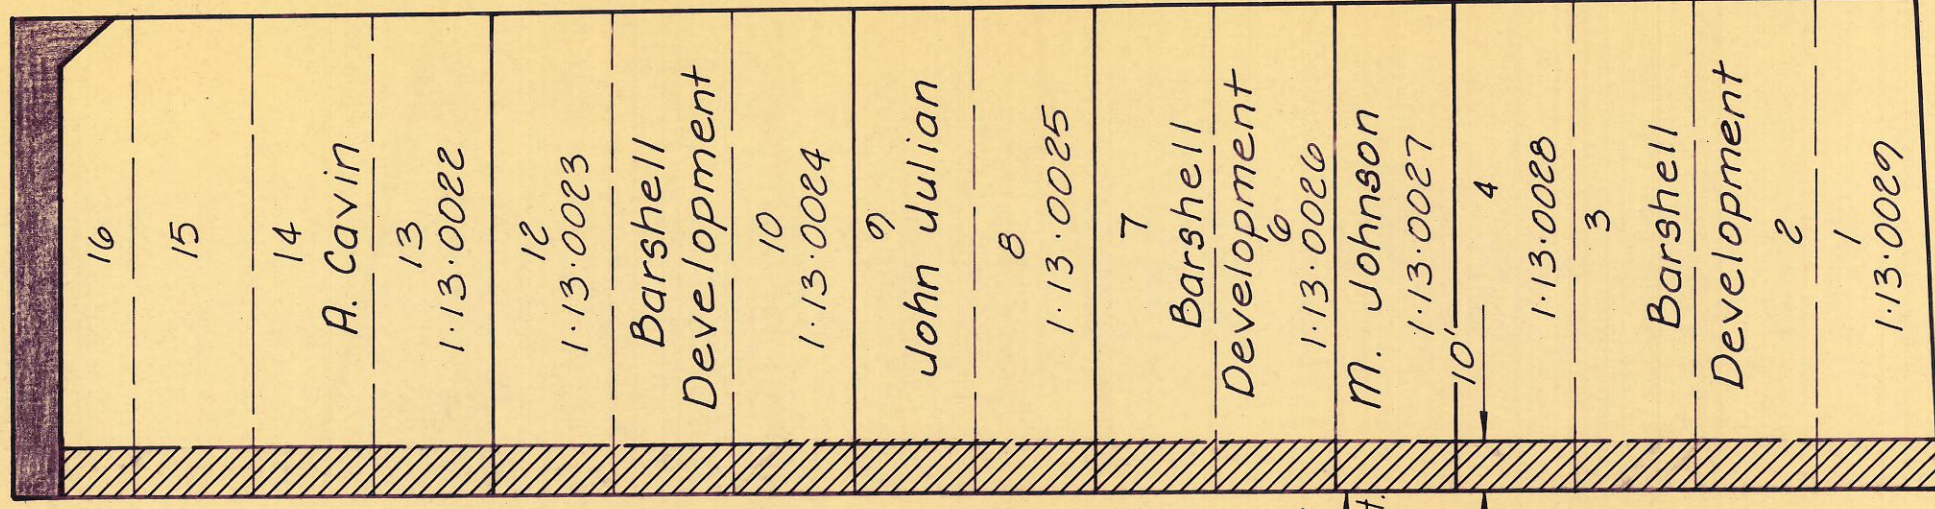 16
15
14
A. Cavin
13
1·13·0022
12
1·13·0023
Barshell
Development
10
1·13·0024
9
John Julian
8
1·13·0025
7
Barshell
Development
6
1·13·0026
M. Johnson
1·13·0027
10'
4
1·13·0028
3
Barshell
Development
2
1
1·13·0029